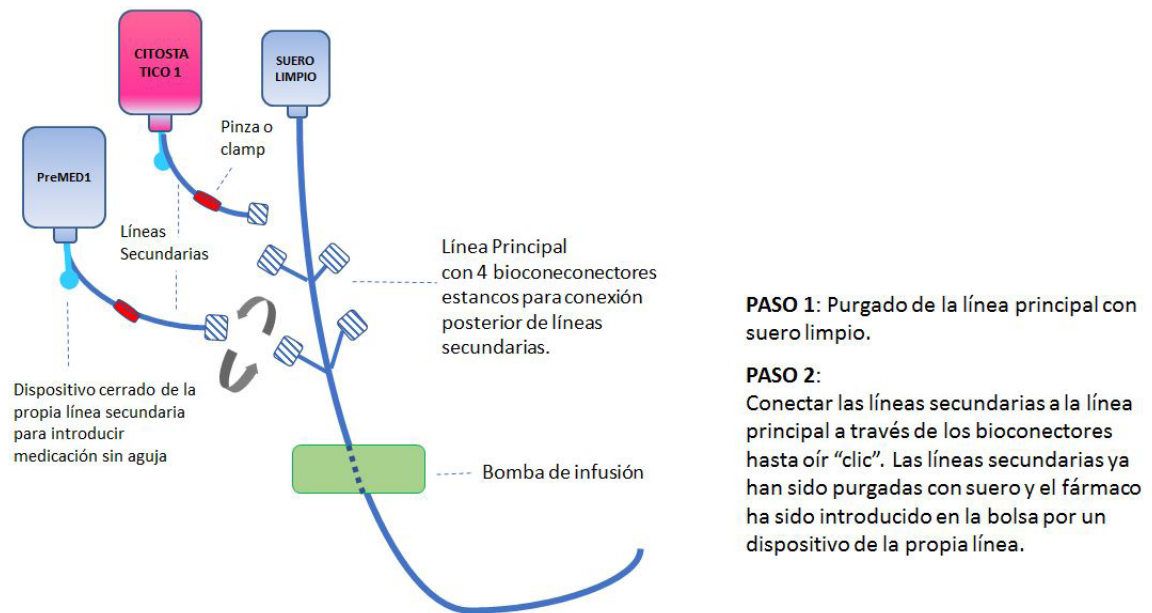 CITOSTA
TICO 1
SUERO
LIMPIO
Pinza o
clamp
PreMED1
Líneas
Secundarias
Línea Principal
con 4 bioconeconectores
estancos para conexión
posterior de líneas
secundarias.
Dispositivo cerrado de la
propia línea secundaria
para introducir
medicación sin aguja
Bomba de infusión
PASO 1: Purgado de la línea principal con
suero limpio.
PASO 2:
Conectar las líneas secundarias a la línea
principal a través de los bioconectores
hasta oír “clic”. Las líneas secundarias ya
han sido purgadas con suero y el fármaco
ha sido introducido en la bolsa por un
dispositivo de la propia línea.